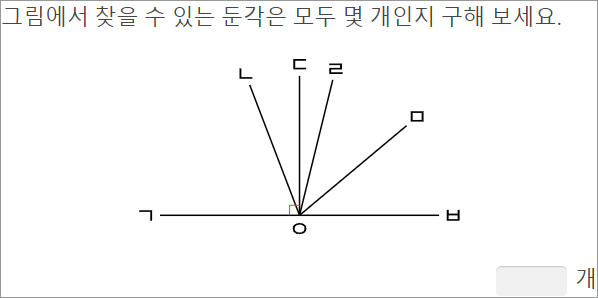 그림에서 찾을 수 있는 둔각은 모두 몇 개인지 구해 보세요.
ㄴ ㄷ ㄹ
ㅁ
ㄱ ㅂ
ㅇ
개